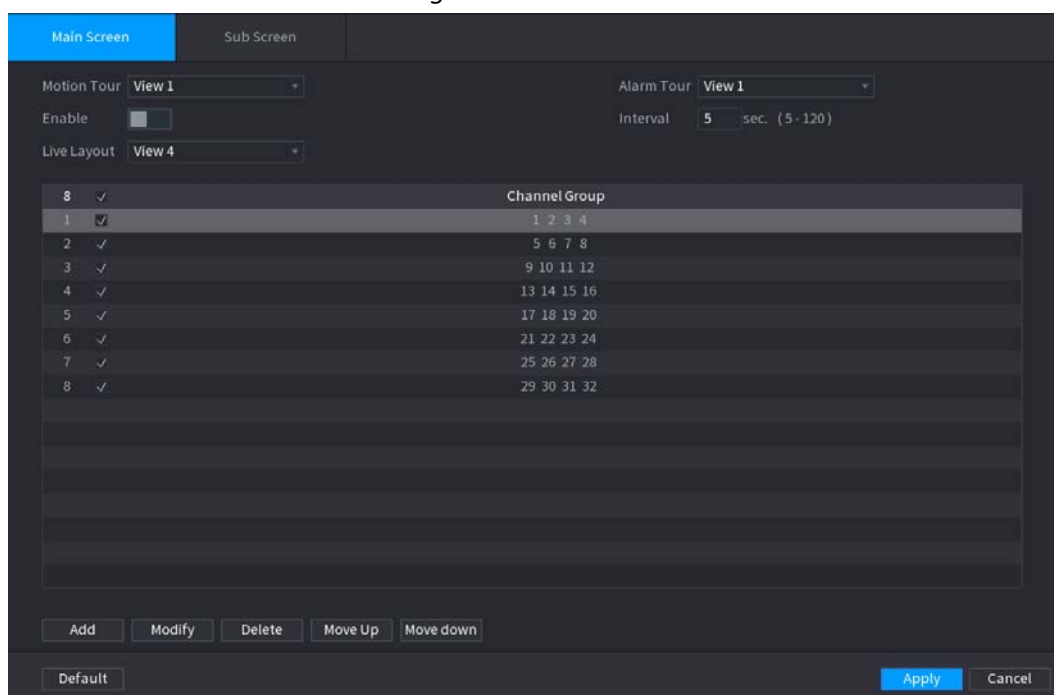 Main Screen Sub Screen
Motion Tour View 1 Alarm Tour View 1
Enable Interval 5 sec. (5-120)
Live Layout View 4
8 Channel Group
1 1 2 3 4
2 5 6 7 8
3 9 10 11 12
4 13 14 15 16
5 17 18 19 20
6 21 22 23 24
7 25 26 27 28
8 29 30 31 32
Add Modify Delete Move Up Move down
Default Apply Cancel